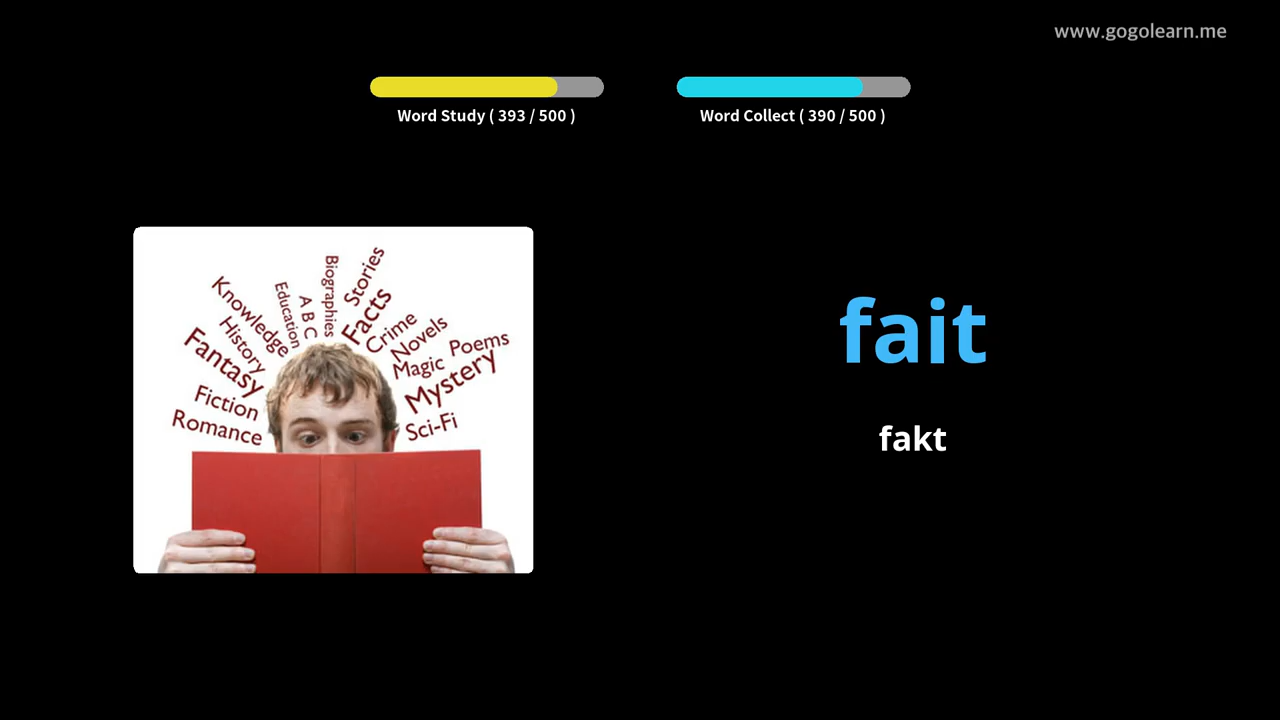 www.gogolearn.me
Word Study ( 393 / 500 )
Word Collect ( 390 / 500 )
Knowledge
History
Fantasy
Fiction
Romance
Education
A B C
Biographies
Stories
Facts
Crime
Novels
Magic
Poems
Mystery
Sci-Fi
fait
fakt